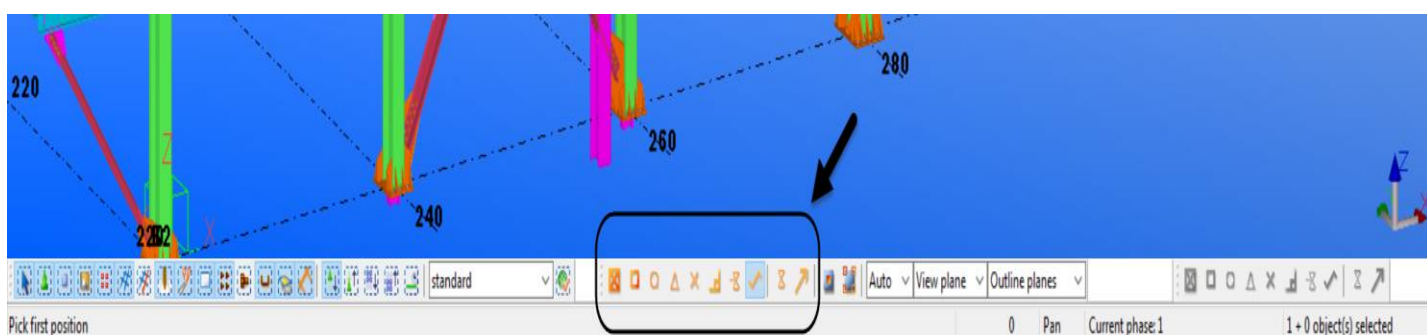 280
220
260
240
Z
X
Z
standard
Auto
View plane
Outline planes
Pick first position
0
Pan
Current phase: 1
1 + 0 object(s) selected